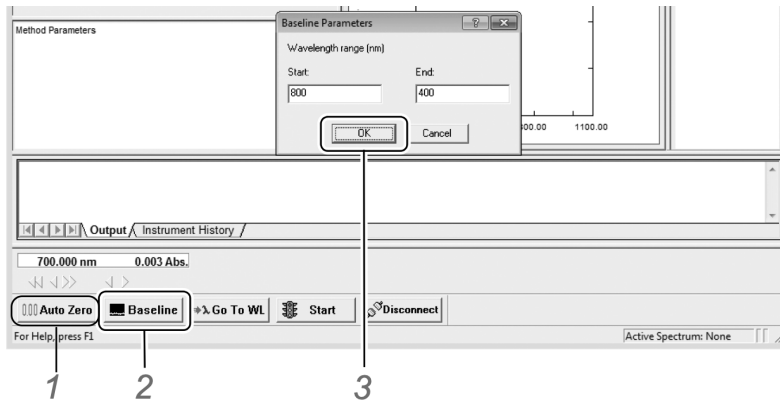 Method Parameters
Baseline Parameters
Wavelength range (nm)
Start: End:
800 400
OK Cancel
1100.00
Output Instrument History
700.000 nm 0.003 Abs.
Auto Zero Baseline Go To WL Start Disconnect
For Help, press F1 Active Spectrum: None
1 2 3